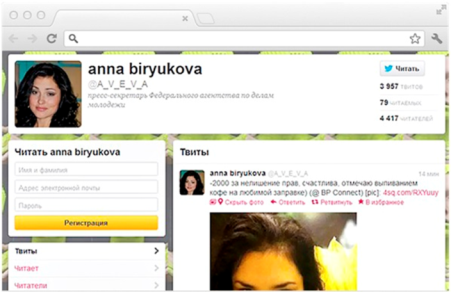 anna biryukova
@A_V_E_V_A
пресс-секретарь Федерального агентства по делам
молодежи
Читать
3 957 твитов
79 читаемых
4 417 читателей
Читать anna biryukova
Имя и фамилия
Адрес электронной почты
Пароль
Регистрация
Твиты
Читает
Читатели
Твиты
anna biryukova @A_V_E_V_A 14 мин
-2000 за нелишение прав, счастлива, отмечаю выпиванием
кофе на любимой заправке) (@ BP Connect) [pic]: 4sq.com/RXYuuy
Скрыть фото Ответить Ретвитнуть В избранное